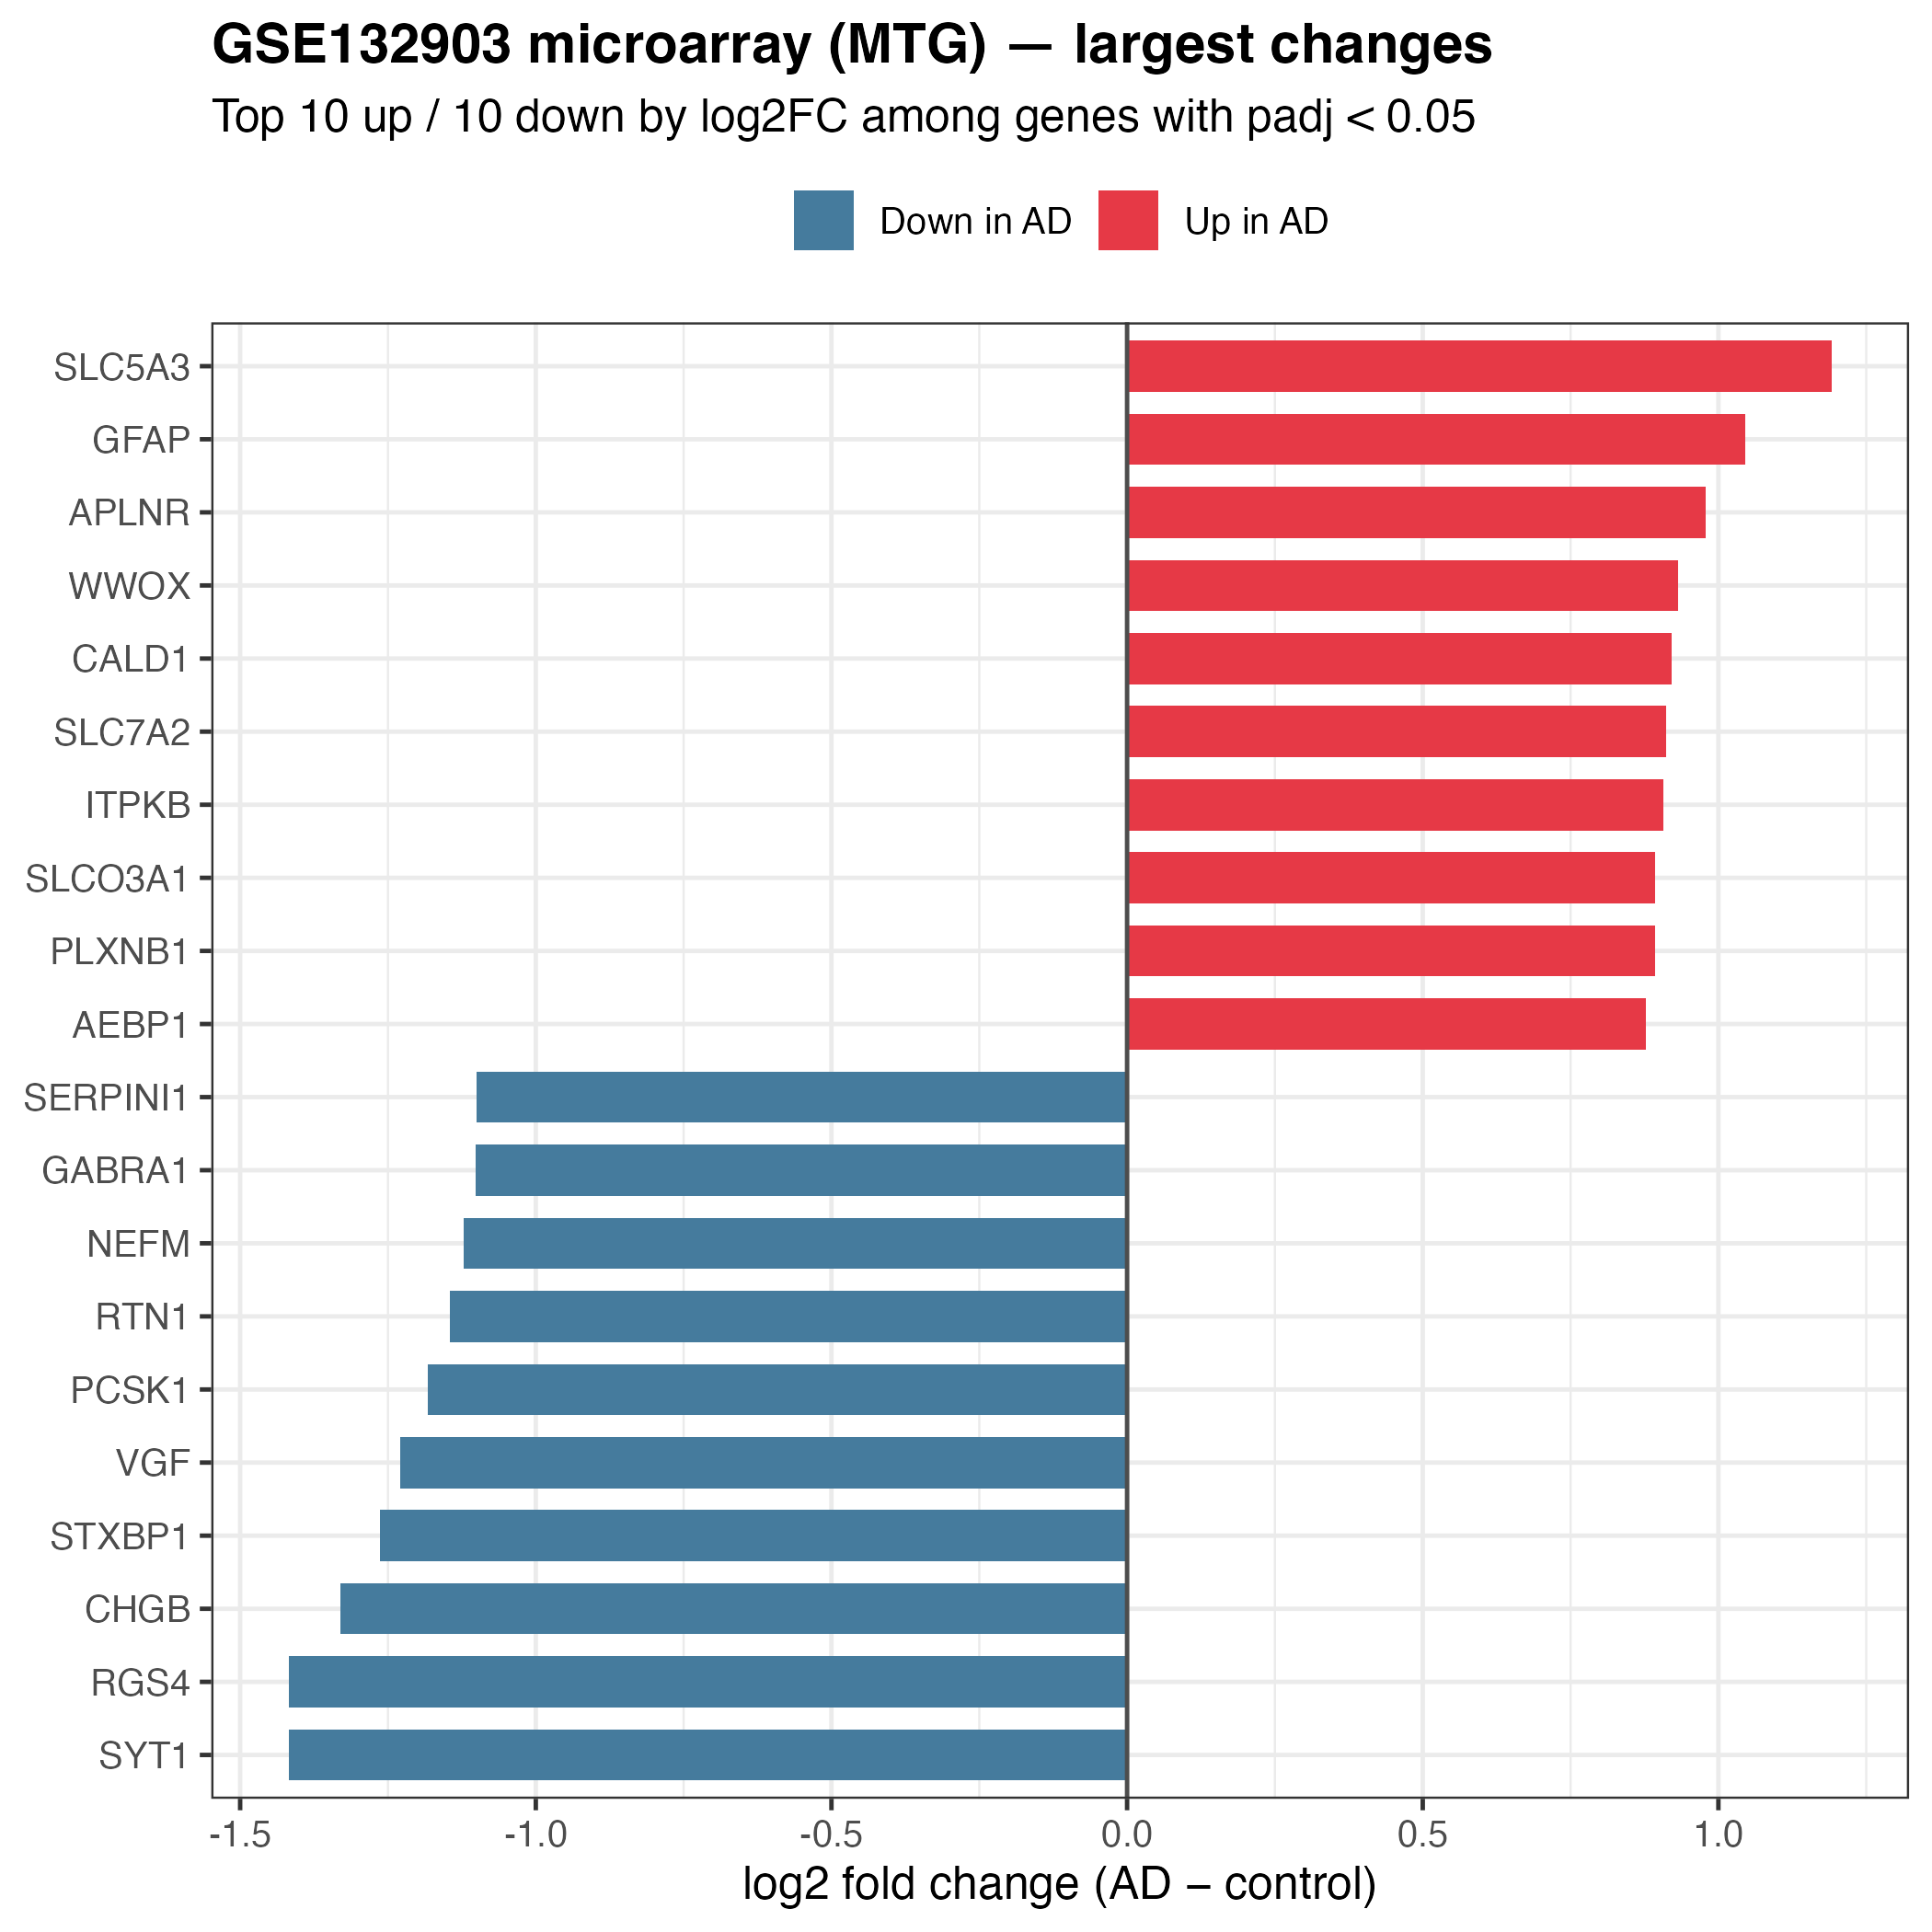 GSE132903 microarray (MTG) — largest changes
Top 10 up / 10 down by log2FC among genes with padj < 0.05
Down in AD
Up in AD
SLC5A3
GFAP
APLNR
WWOX
CALD1
SLC7A2
ITPKB
SLCO3A1
PLXNB1
AEBP1
SERPINI1
GABRA1
NEFM
RTN1
PCSK1
VGF
STXBP1
CHGB
RGS4
SYT1
-1.5 -1.0 -0.5 0.0 0.5 1.0
log2 fold change (AD − control)